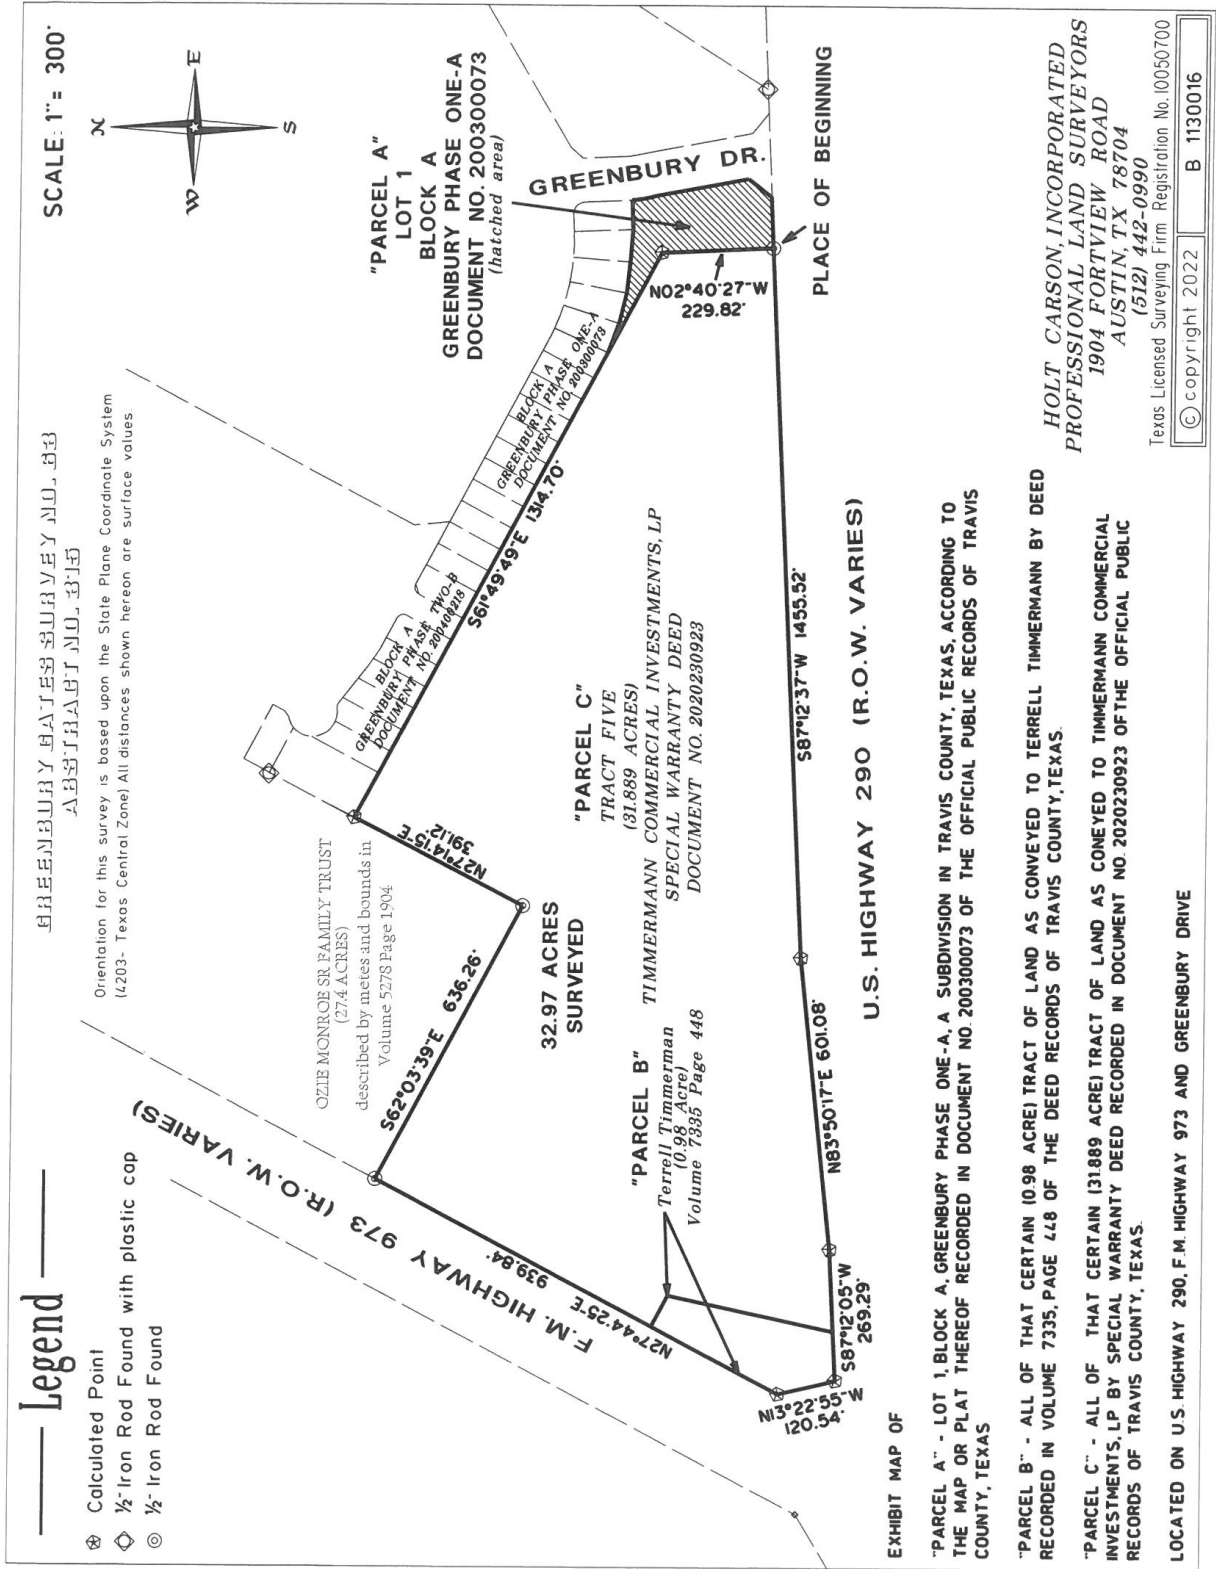 Legend
Calculated Point
½" Iron Rod Found with plastic cap
½" Iron Rod Found
GREENBURY GATES SURVEY NO. 63
ABSTRACT NO. 315
Orientation for this survey is based upon the State Plane Coordinate System
(4203- Texas Central Zone) All distances shown hereon are surface values.
SCALE: 1" = 300'
N
W
E
S
"PARCEL A"
LOT 1
BLOCK A
GREENBURY PHASE ONE-A
DOCUMENT NO. 200300073
(hatched area)
GREENBURY DR.
PLACE OF BEGINNING
N02°40'27"W
229.82'
BLOCK A
GREENBURY PHASE ONE-A
DOCUMENT NO. 200300073
S61°49'49"E 1314.70'
BLOCK A
GREENBURY PHASE TWO-B
DOCUMENT NO. 200400218
N27°14'15"E
391.12'
OZIE MONROE SR FAMILY TRUST
(27.4 ACRES)
described by metes and bounds in
Volume 5278 Page 1904
S62°03'39"E 636.26'
32.97 ACRES
SURVEYED
"PARCEL C"
TRACT FIVE
(31.889 ACRES)
TIMMERMANN COMMERCIAL INVESTMENTS, LP
SPECIAL WARRANTY DEED
DOCUMENT NO. 2020230923
F.M. HIGHWAY 973 (R.O.W. VARIES)
N27°44'25"E 939.84'
"PARCEL B"
Terrell Timmerman
(0.98 Acre)
Volume 7335 Page 448
N13°22'55"W
120.54'
S87°12'05"W
269.29'
N83°50'17"E 601.08'
S87°12'37"W 1455.52'
U.S. HIGHWAY 290 (R.O.W. VARIES)
EXHIBIT MAP OF
"PARCEL A" - LOT 1, BLOCK A, GREENBURY PHASE ONE-A, A SUBDIVISION IN TRAVIS COUNTY, TEXAS, ACCORDING TO
THE MAP OR PLAT THEREOF RECORDED IN DOCUMENT NO. 200300073 OF THE OFFICIAL PUBLIC RECORDS OF TRAVIS
COUNTY, TEXAS
"PARCEL B" - ALL OF THAT CERTAIN (0.98 ACRE) TRACT OF LAND AS CONVEYED TO TERRELL TIMMERMANN BY DEED
RECORDED IN VOLUME 7335, PAGE 448 OF THE DEED RECORDS OF TRAVIS COUNTY, TEXAS.
"PARCEL C" - ALL OF THAT CERTAIN (31.889 ACRE) TRACT OF LAND AS CONEYED TO TIMMERMANN COMMERCIAL
INVESTMENTS, LP BY SPECIAL WARRANTY DEED RECORDED IN DOCUMENT NO. 2020230923 OF THE OFFICIAL PUBLIC
RECORDS OF TRAVIS COUNTY, TEXAS.
LOCATED ON U.S. HIGHWAY 290, F.M. HIGHWAY 973 AND GREENBURY DRIVE
HOLT CARSON, INCORPORATED
PROFESSIONAL LAND SURVEYORS
1904 FORTVIEW ROAD
AUSTIN, TX 78704
(512) 442-0990
Texas Licensed Surveying Firm Registration No. 10050700
© copyright 2022
B 1130016